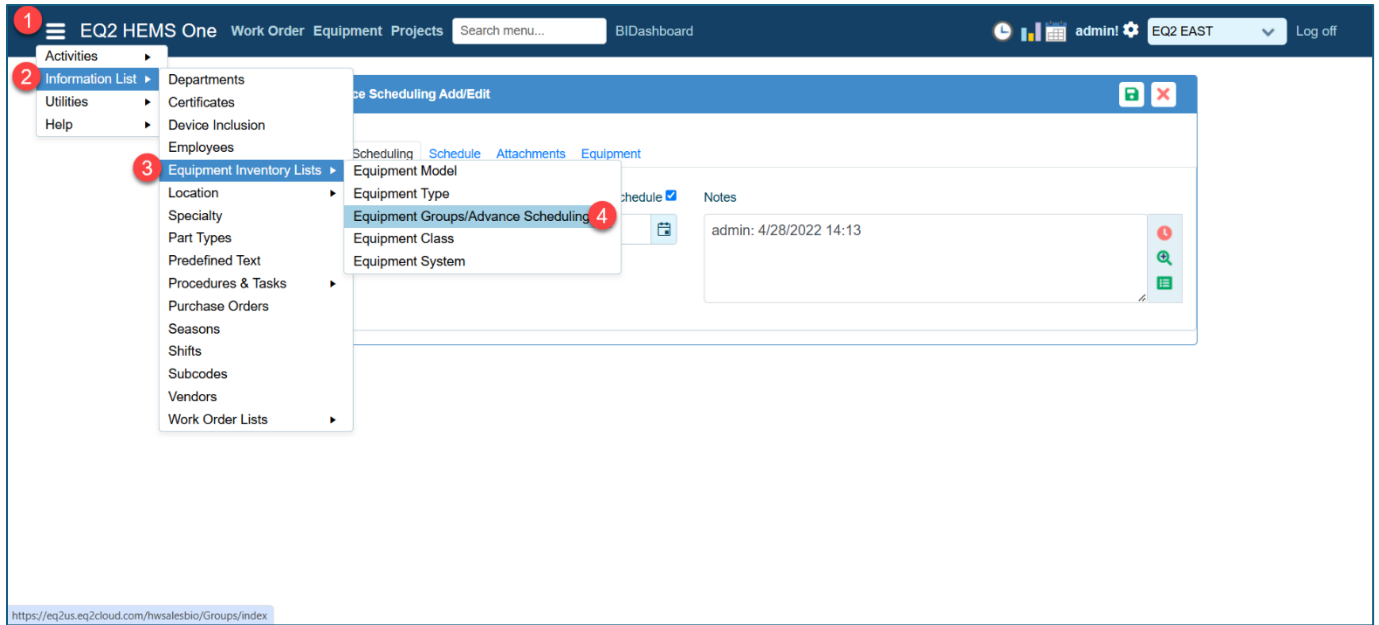 1
EQ2 HEMS One Work Order Equipment Projects Search menu... BIDashboard admin! EQ2 EAST Log off
Activities
2 Information List
Utilities
Help
Departments
Certificates
Device Inclusion
Employees
3 Equipment Inventory Lists
Location
Specialty
Part Types
Predefined Text
Procedures & Tasks
Purchase Orders
Seasons
Shifts
Subcodes
Vendors
Work Order Lists
Equipment Model
Equipment Type
Equipment Groups/Advance Scheduling 4
Equipment Class
Equipment System
ce Scheduling Add/Edit
Scheduling Schedule Attachments Equipment
chedule Notes
admin: 4/28/2022 14:13
https://eq2us.eq2cloud.com/hwsalesbio/Groups/index